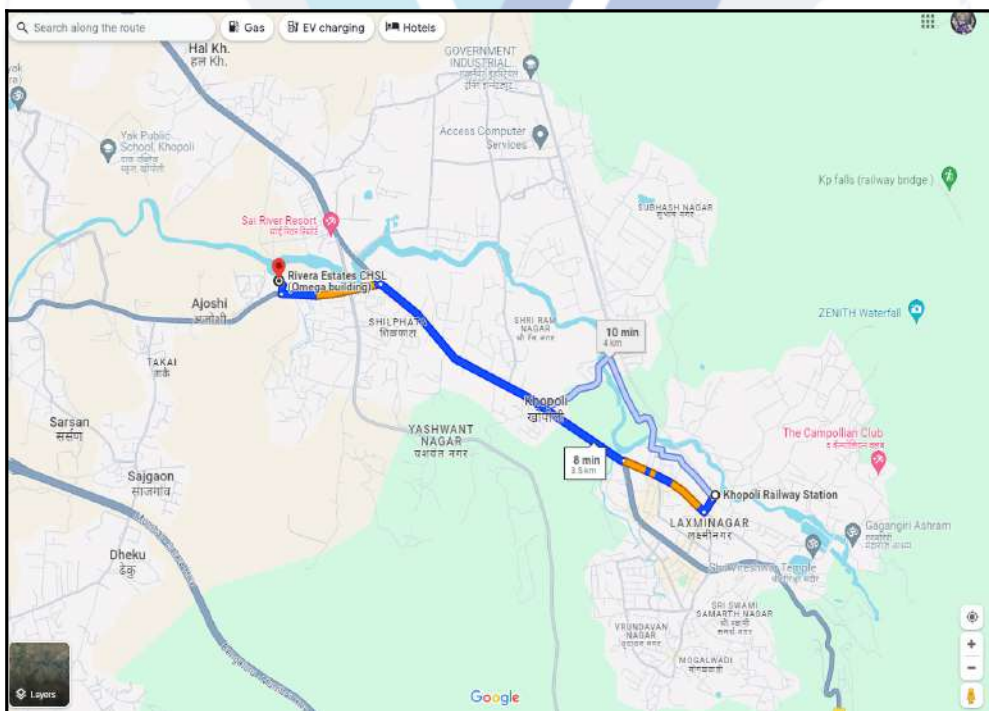 Search along the route
Gas
EV charging
Hotels
Hal Kh.
हल Kh.
GOVERNMENT
INDUSTRIAL
Yak Public
School, Khopoli
Access Computer
Services
Kp falls (railway bridge)
SUBHASH NAGAR
सुभाष नगर
Sai River Resort
Rivera Estates CHSL
(Omega building)
Ajoshi
SHILPHATA
शिळफाटा
SHRI RAM
NAGAR
श्री राम नगर
10 min
4 km
ZENITH Waterfall
TAKAI
ताकै
Khopoli
खोपोली
Sarsan
सर्सण
YASHWANT
NAGAR
यशवंत नगर
8 min
3.5 km
The Campollian Club
Khopoli Railway Station
Sajgaon
साजगांव
LAXMINAGAR
लक्ष्मीनगर
Gagangiri Ashram
Dheku
ढेकु
Shri Vireshwar Temple
SRI SWAMI
SAMARTH NAGAR
VRUNDAVAN
NAGAR
MOGALWADI
Layers
Google